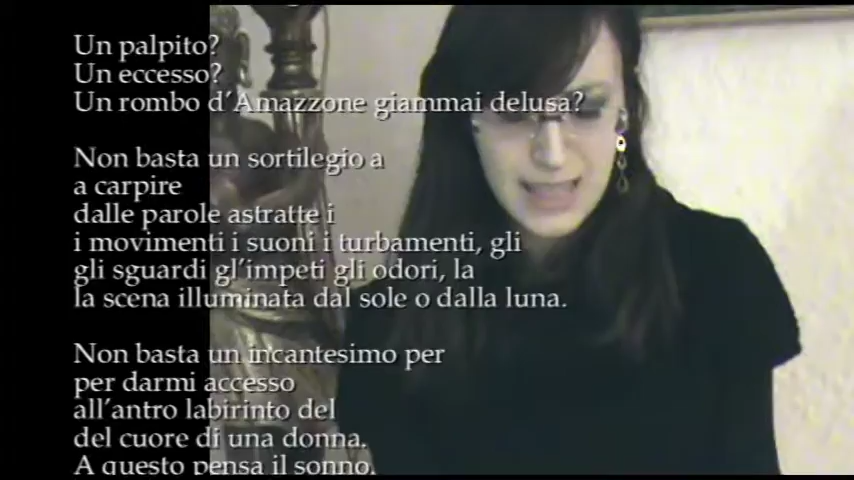 Un palpito?
Un eccesso?
Un rombo d'Amazzone giammai delusa?
Non basta un sortilegio a
a carpire
dalle parole astratte i
i movimenti i suoni i turbamenti, gli
gli sguardi gl'impeti gli odori, la
la scena illuminata dal sole o dalla luna.
Non basta un incantesimo per
per darmi accesso
all'antro labirinto del
del cuore di una donna.
A questo pensa il sonno.